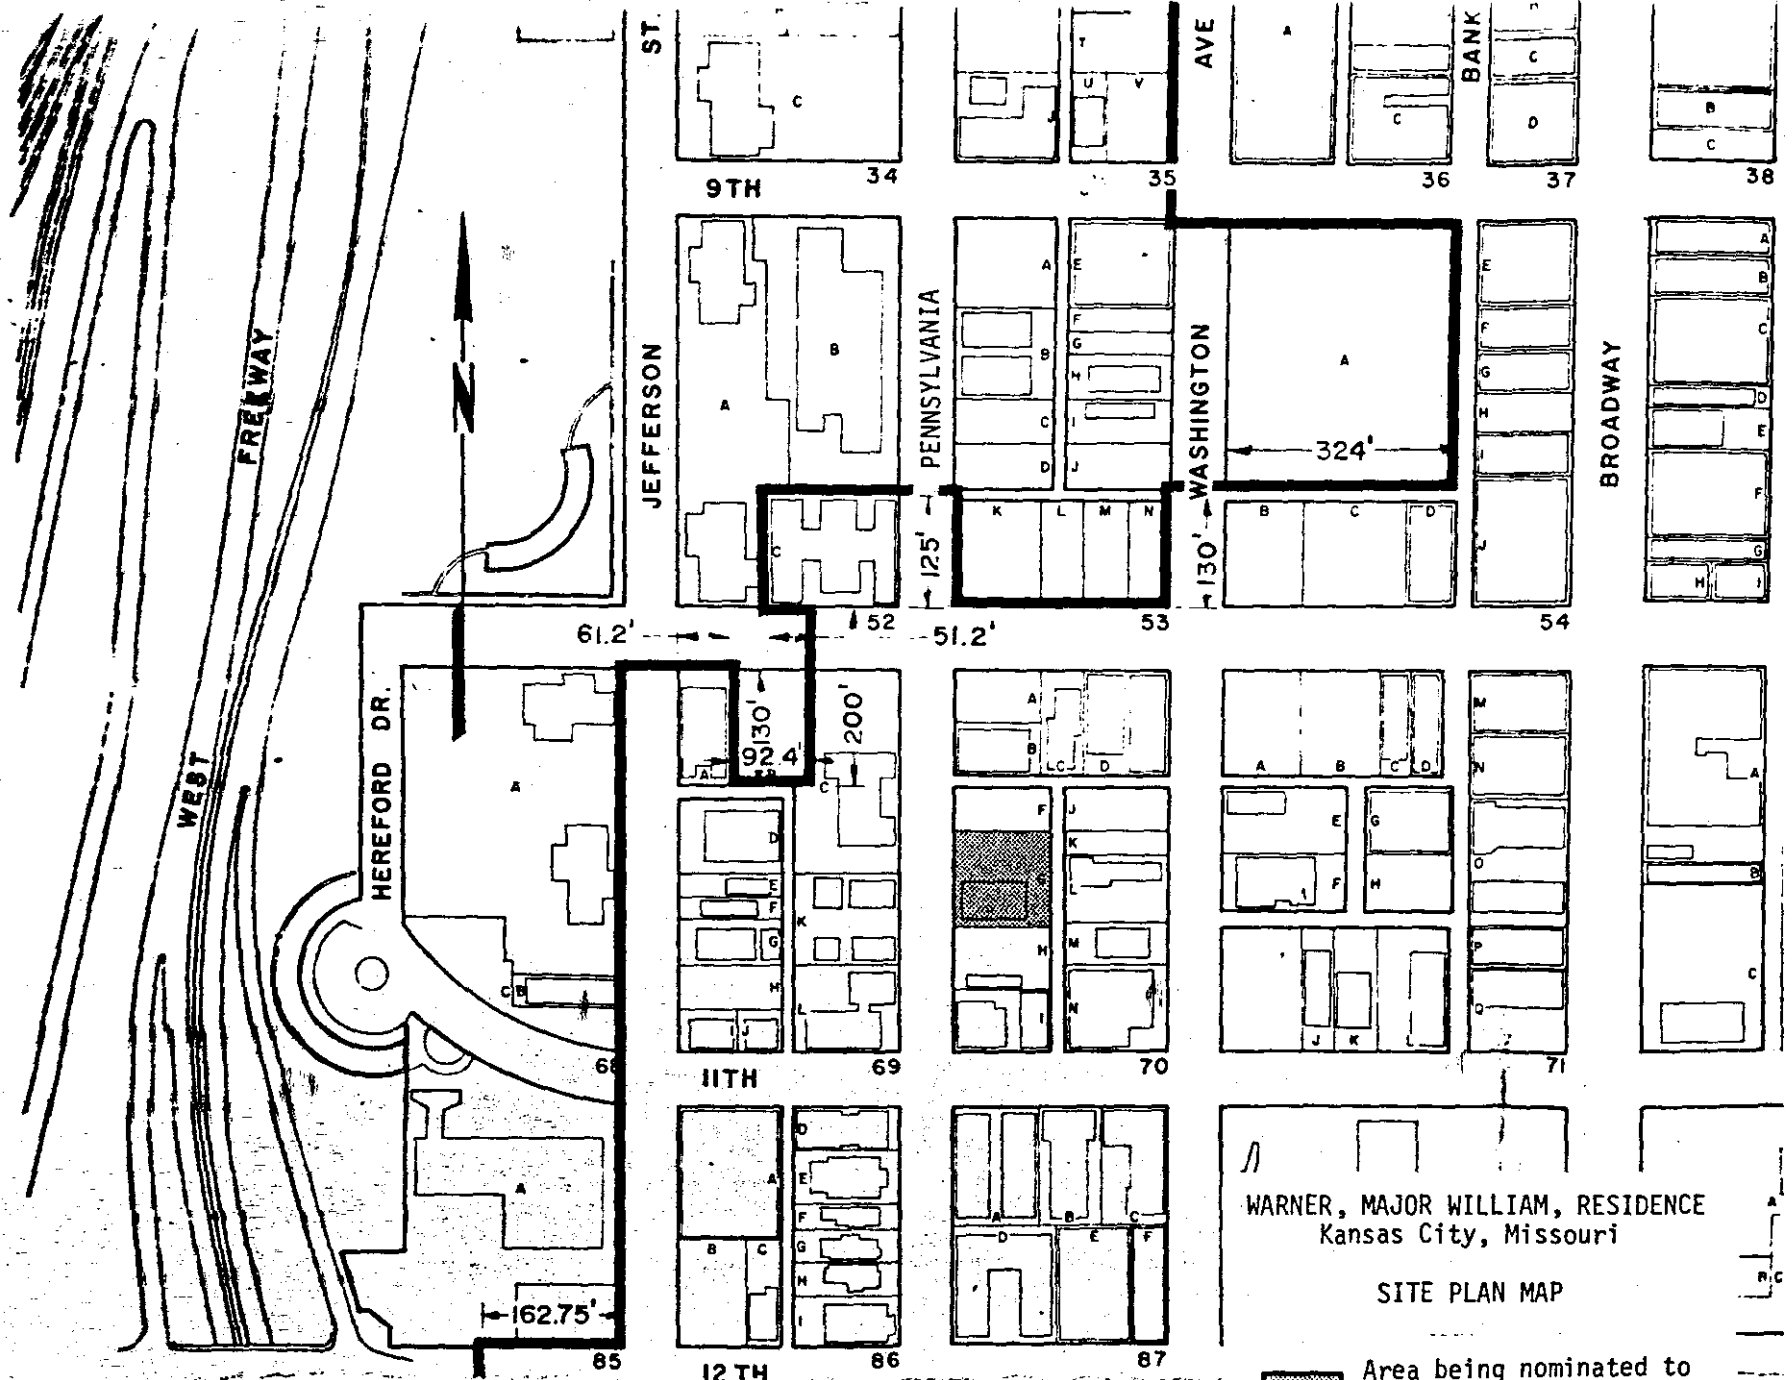 ST.
AVE
BANK
A
T
U
V
J
C
C
C
D
B
C
34
35
36
37
38
9TH
A
B
C
A
B
C
D
E
F
G
H
I
J
A
E
F
G
H
I
J
A
B
C
D
E
F
G
H
I
FREEWAY
N
JEFFERSON
PENNSYLVANIA
WASHINGTON
BROADWAY
324'
K
L
M
N
B
C
D
125'
130'
52
53
54
61.2'
51.2'
HEREFORD DR.
WEST
A
C
B
68
130'
92.4'
200'
A
B
C
D
E
F
G
H
I
J
K
L
69
A
B
C
D
F
G
H
I
J
K
L
M
N
70
A
B
C
D
E
F
G
H
I
J
K
M
N
O
P
Q
71
A
B
C
11TH
A
162.75'
85
A
B
C
D
E
F
G
H
I
86
12TH
A
B
C
D
E
F
87
A
B
C
WARNER, MAJOR WILLIAM, RESIDENCE
Kansas City, Missouri
SITE PLAN MAP
Area being nominated to